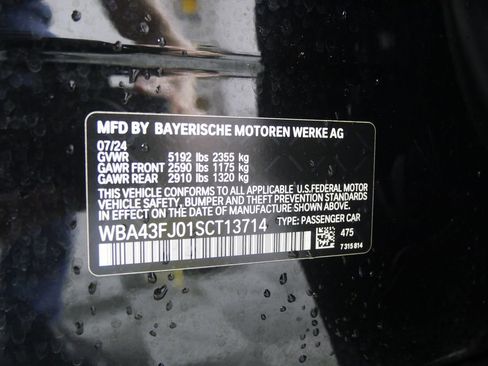 MFD BY BAYERISCHE MOTOREN WERKE AG
07/24
GVWR 5192 lbs 2355 kg
GAWR FRONT 2590 lbs 1175 kg
GAWR REAR 2910 lbs 1320 kg
THIS VEHICLE CONFORMS TO ALL APPLICABLE U.S.FEDERAL MOTOR
VEHICLE SAFETY, BUMPER, AND THEFT PREVENTION STANDARDS
IN EFFECT ON THE DATE OF MANUFACTURE SHOWN ABOVE.
WBA43FJ01SCT13714 TYPE: PASSENGER CAR
475
7 315 814